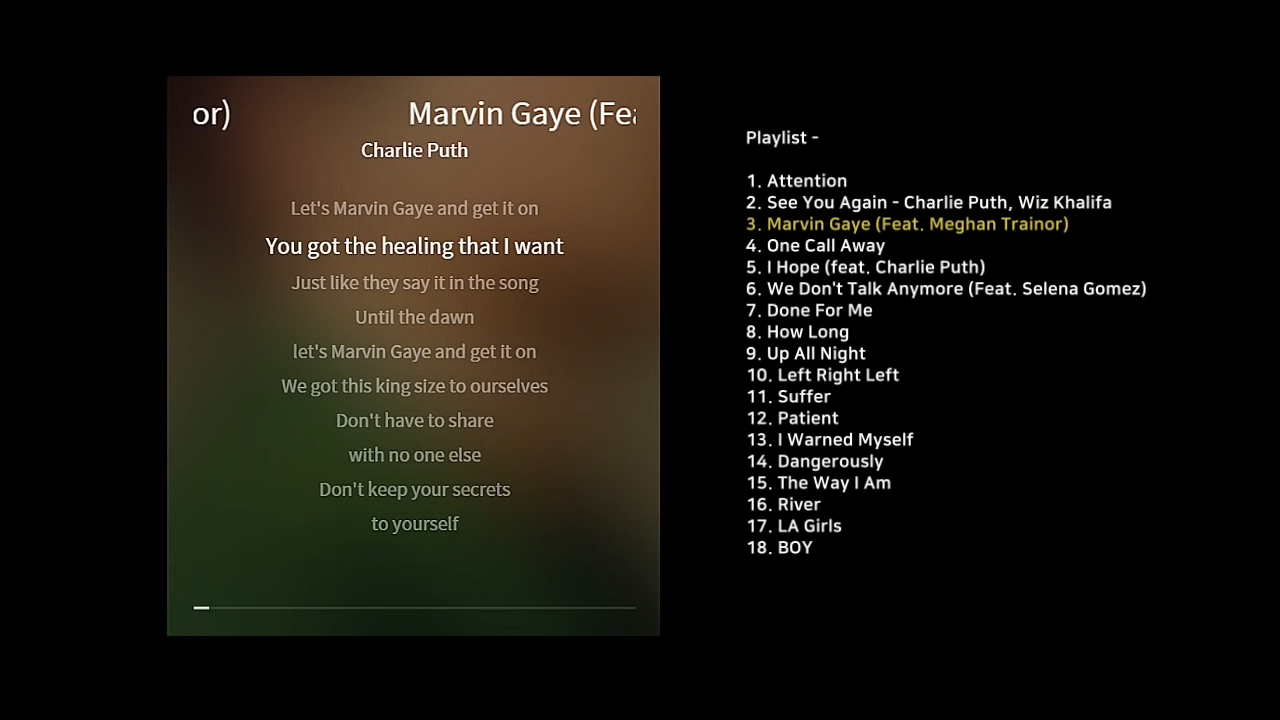 or) Marvin Gaye (Fea
Charlie Puth
Let's Marvin Gaye and get it on
You got the healing that I want
Just like they say it in the song
Until the dawn
let's Marvin Gaye and get it on
We got this king size to ourselves
Don't have to share
with no one else
Don't keep your secrets
to yourself
Playlist -
1. Attention
2. See You Again - Charlie Puth, Wiz Khalifa
3. Marvin Gaye (Feat. Meghan Trainor)
4. One Call Away
5. I Hope (feat. Charlie Puth)
6. We Don't Talk Anymore (Feat. Selena Gomez)
7. Done For Me
8. How Long
9. Up All Night
10. Left Right Left
11. Suffer
12. Patient
13. I Warned Myself
14. Dangerously
15. The Way I Am
16. River
17. LA Girls
18. BOY